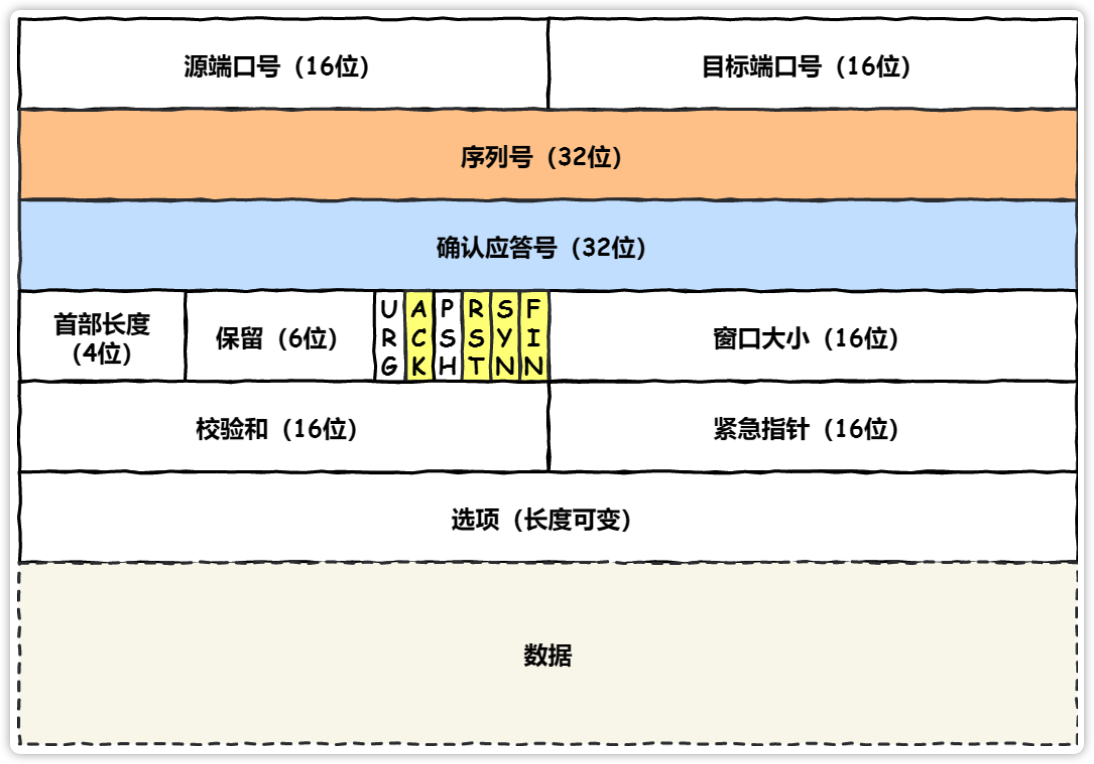 源端口号（16位）
目标端口号（16位）
序列号（32位）
确认应答号（32位）
首部长度
（4位）
保留（6位）
URG
ACK
PSH
RST
SYN
FIN
窗口大小（16位）
校验和（16位）
紧急指针（16位）
选项（长度可变）
数据